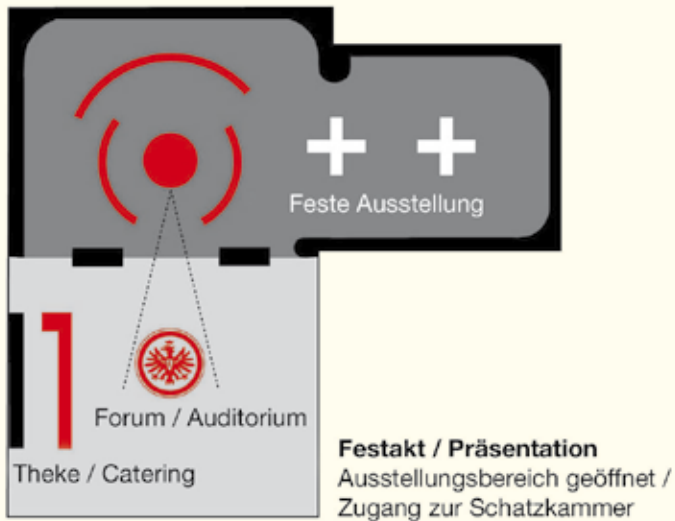 Feste Ausstellung
Forum / Auditorium
Theke / Catering
Festakt / Präsentation
Ausstellungsbereich geöffnet /
Zugang zur Schatzkammer